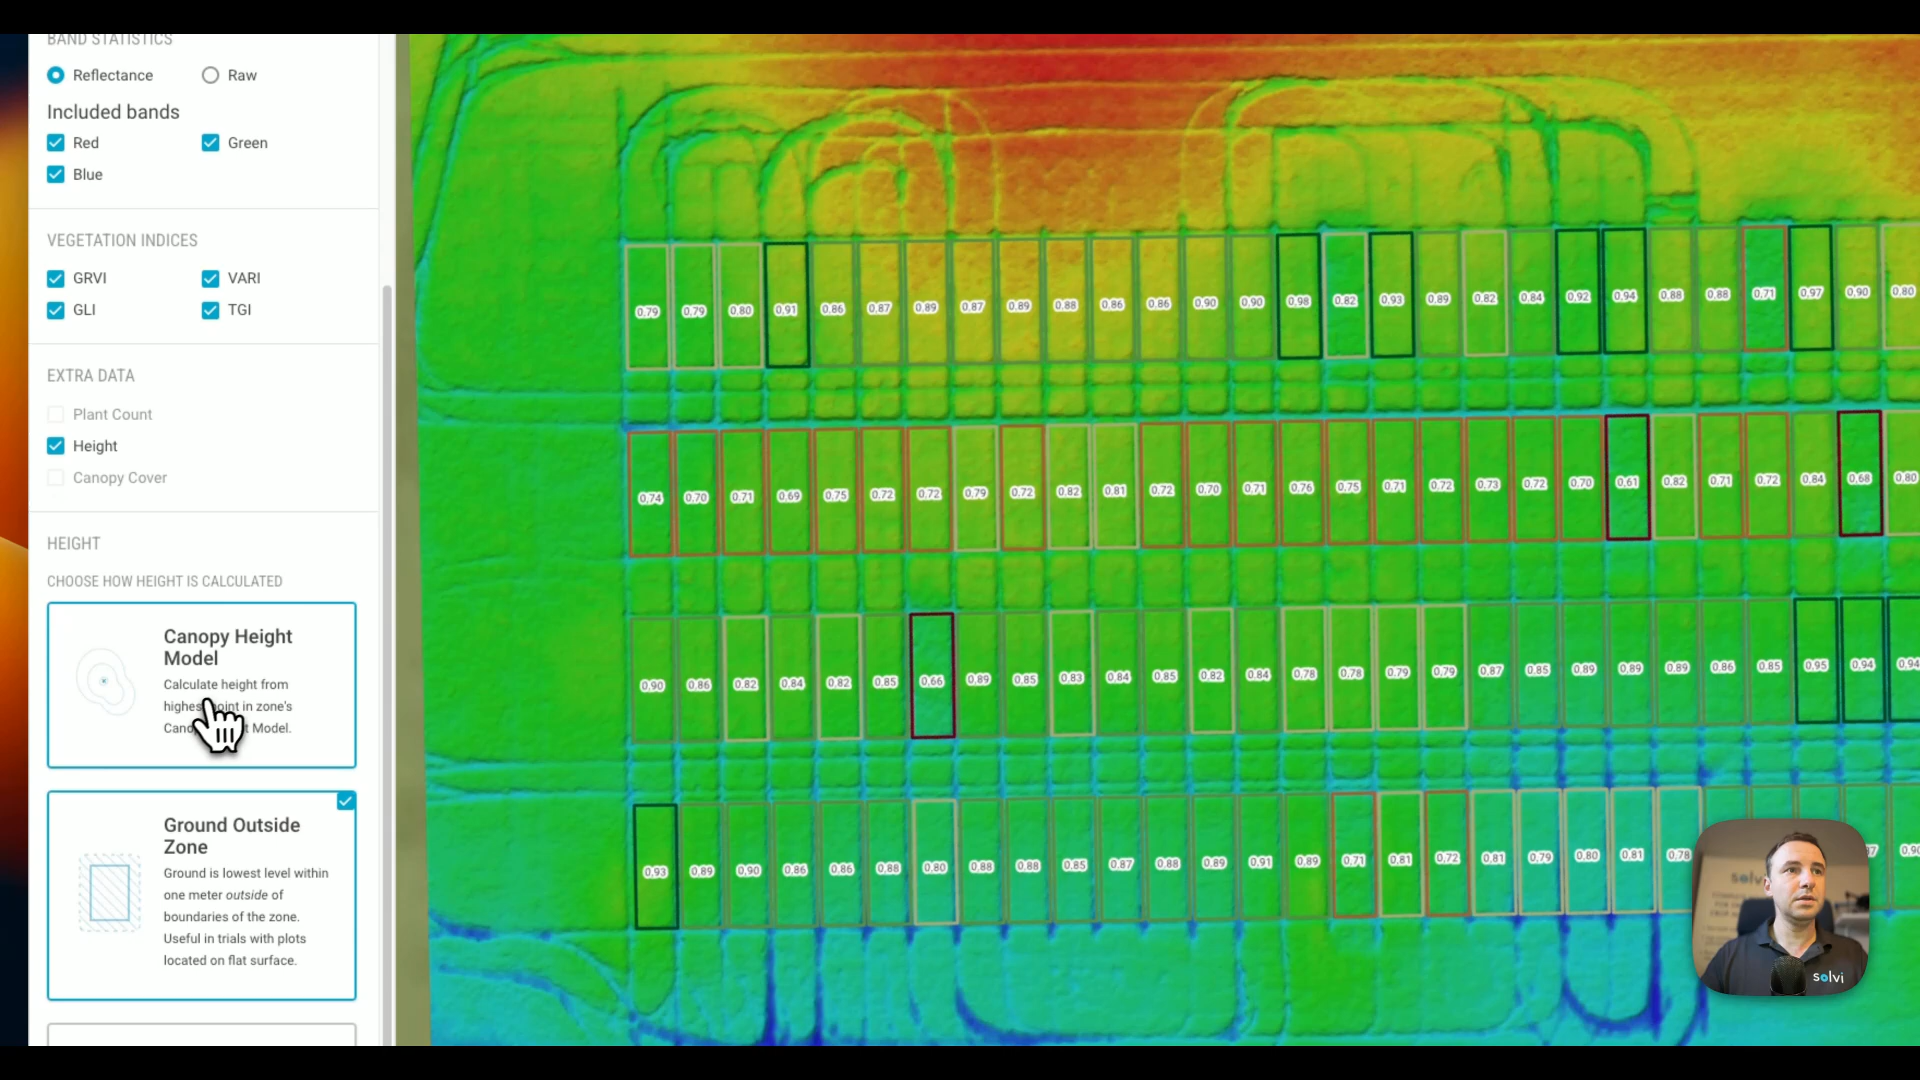 BAND STATISTICS
Reflectance Raw
Included bands
Red Green
Blue
VEGETATION INDICES
GRVI VARI
GLI TGI
EXTRA DATA
Plant Count
Height
Canopy Cover
HEIGHT
CHOOSE HOW HEIGHT IS CALCULATED
Canopy Height
Model
Calculate height from
highest point in zone's
Model.
Ground Outside
Zone
Ground is lowest level within
one meter outside of
boundaries of the zone.
Useful in trials with plots
located on flat surface.
0,79 0,79 0,80 0,91 0,86 0,87 0,89 0,87 0,89 0,88 0,86 0,86 0,90 0,90 0,98 0,82 0,93 0,89 0,82 0,84 0,92 0,94 0,88 0,88 0,71 0,97 0,90 0,80
0,74 0,70 0,71 0,69 0,75 0,72 0,72 0,79 0,72 0,82 0,81 0,72 0,70 0,71 0,76 0,75 0,71 0,72 0,73 0,72 0,70 0,61 0,82 0,71 0,72 0,84 0,68 0,80
0,90 0,86 0,82 0,84 0,82 0,85 0,66 0,89 0,85 0,83 0,84 0,85 0,82 0,84 0,78 0,78 0,79 0,79 0,87 0,85 0,89 0,89 0,89 0,86 0,85 0,95 0,94 0,94
0,93 0,89 0,90 0,86 0,86 0,88 0,80 0,88 0,88 0,85 0,87 0,88 0,89 0,91 0,89 0,71 0,81 0,72 0,81 0,79 0,80 0,81 0,78
solvi